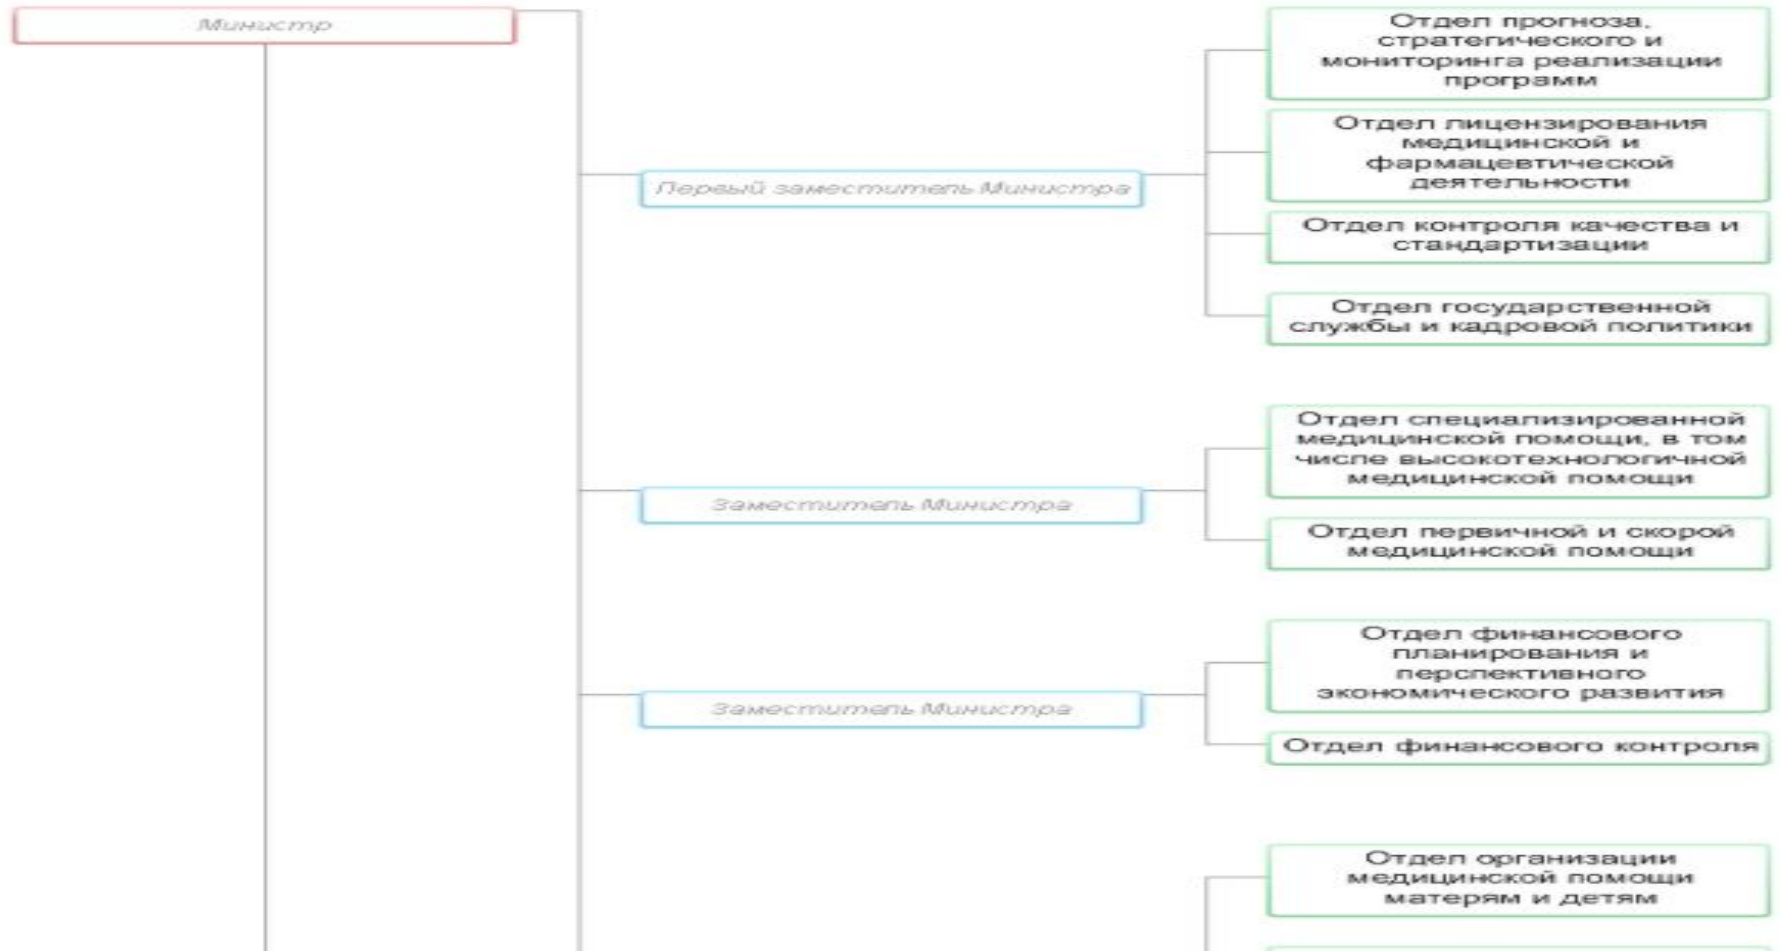 Министр
Отдел прогноза,
стратегического и
мониторинга реализации
программ
Отдел лицензирования
медицинской и
фармацевтической
деятельности
Первый заместитель Министра
Отдел контроля качества и
стандартизации
Отдел государственной
службы и кадровой политики
Отдел специализированной
медицинской помощи, в том
числе высокотехнологичной
медицинской помощи
Заместитель Министра
Отдел первичной и скорой
медицинской помощи
Отдел финансового
планирования и
перспективного
экономического развития
Заместитель Министра
Отдел финансового контроля
Отдел организации
медицинской помощи
матерям и детям